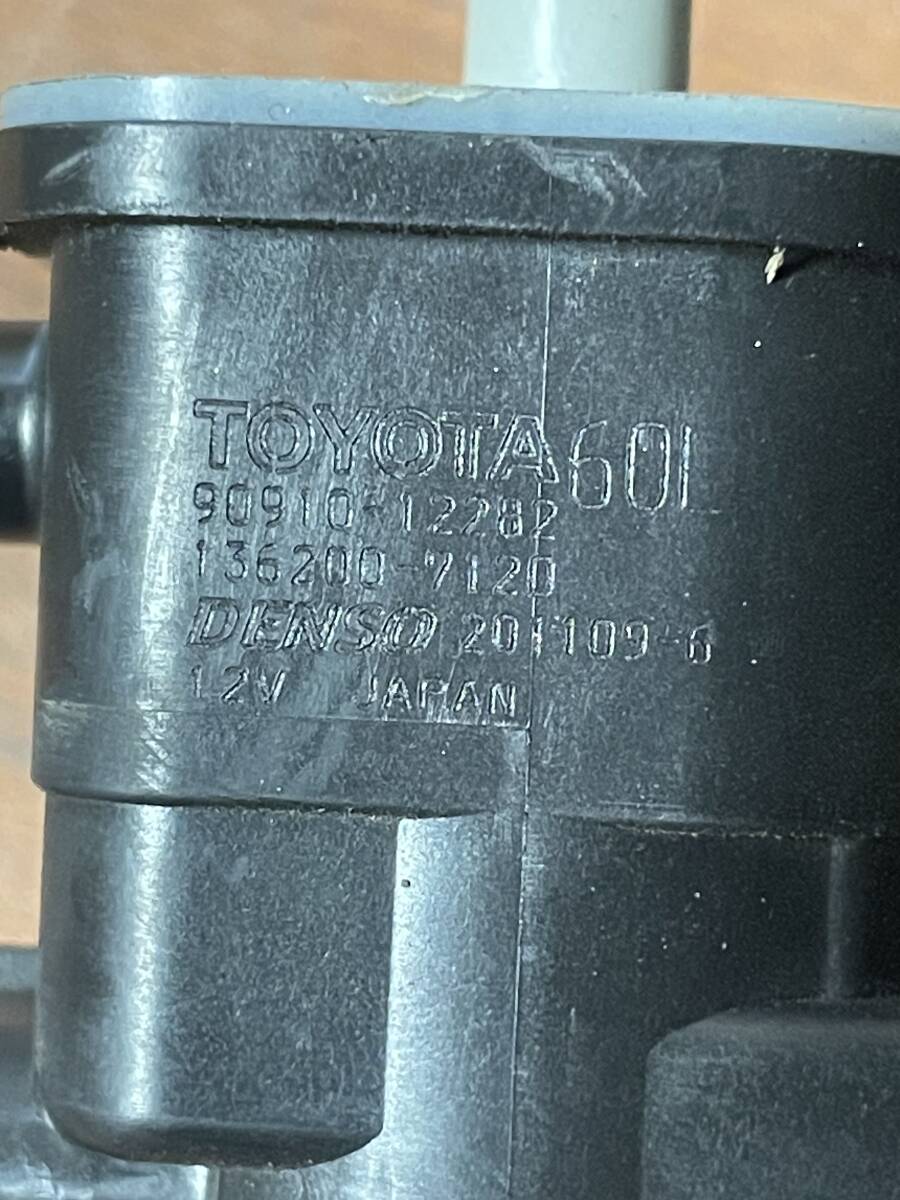 TOYOTA 60L
90910-12282
136200-7120
DENSO 201109-6
12V JAPAN